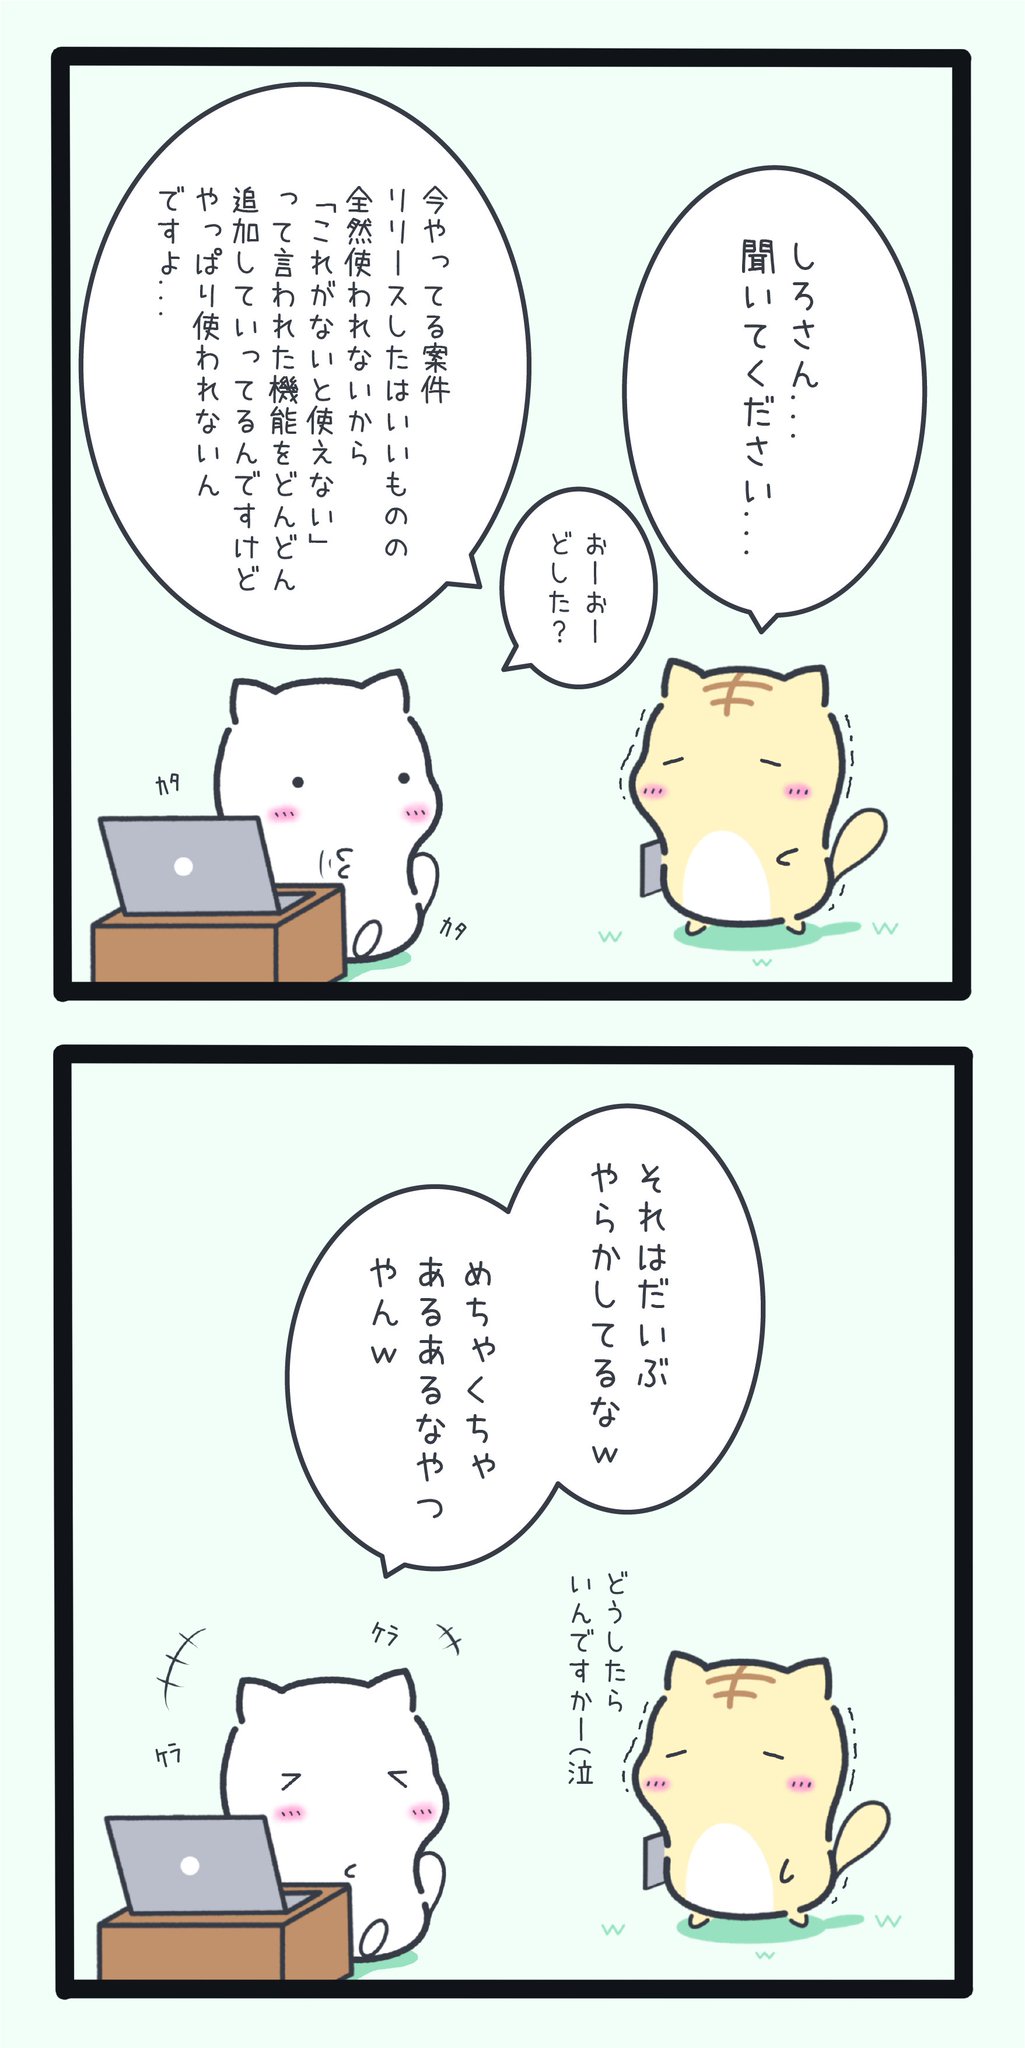 しろさん・・・
聞いてください・・・
おーおー
どした？
今やってる案件
リリースしたはいいものの
全然使われないから
「これがないと使えない」
って言われた機能をどんどん
追加していってるんですけど
やっぱり使われないん
ですよ・・・
カタ
カタ
それはだいぶ
やらかしてるなw
めちゃくちゃ
あるあるなやつ
やんw
どうしたら
いんですかー(泣
ケラ
ケラ